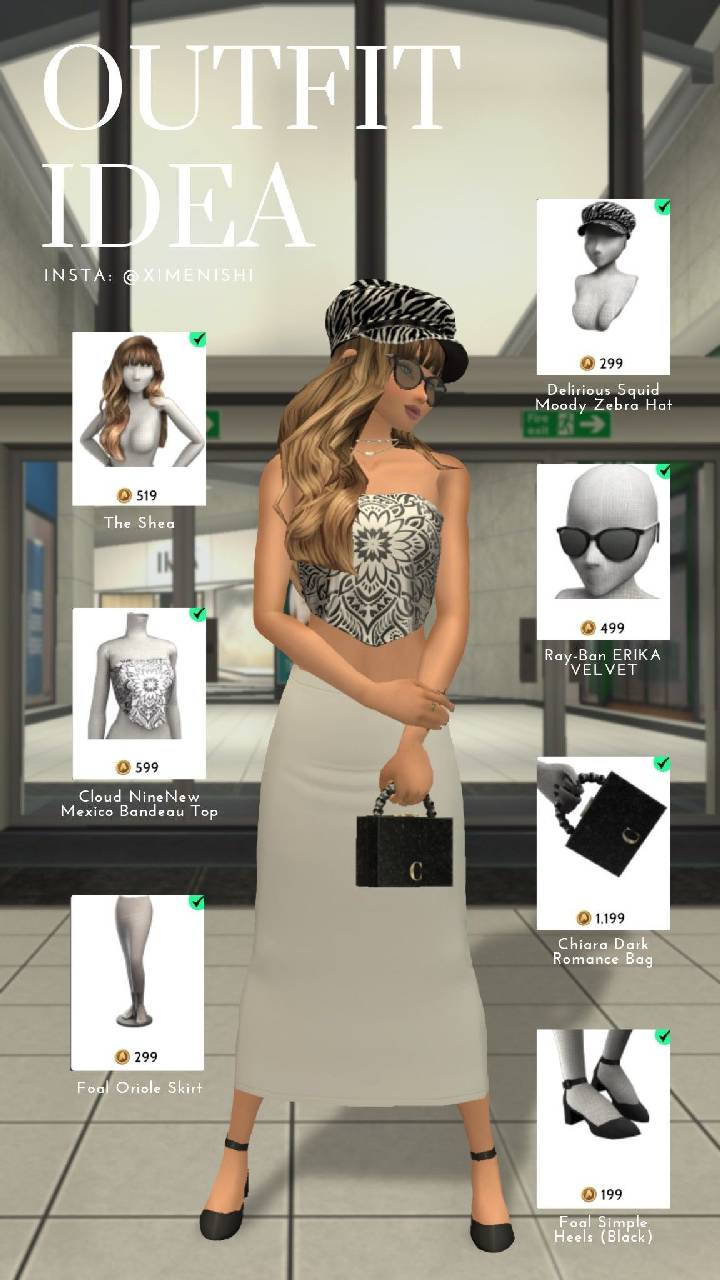 OUTFIT
IDEA
INSTA: @XIMENISHI
299
Delirious Squid
Moody Zebra Hat
519
The Shea
Fire
exit
499
Ray-Ban ERIKA
VELVET
599
Cloud NineNew
Mexico Bandeau Top
C
C
1,199
Chiara Dark
Romance Bag
299
Foal Oriole Skirt
199
Foal Simple
Heels (Black)